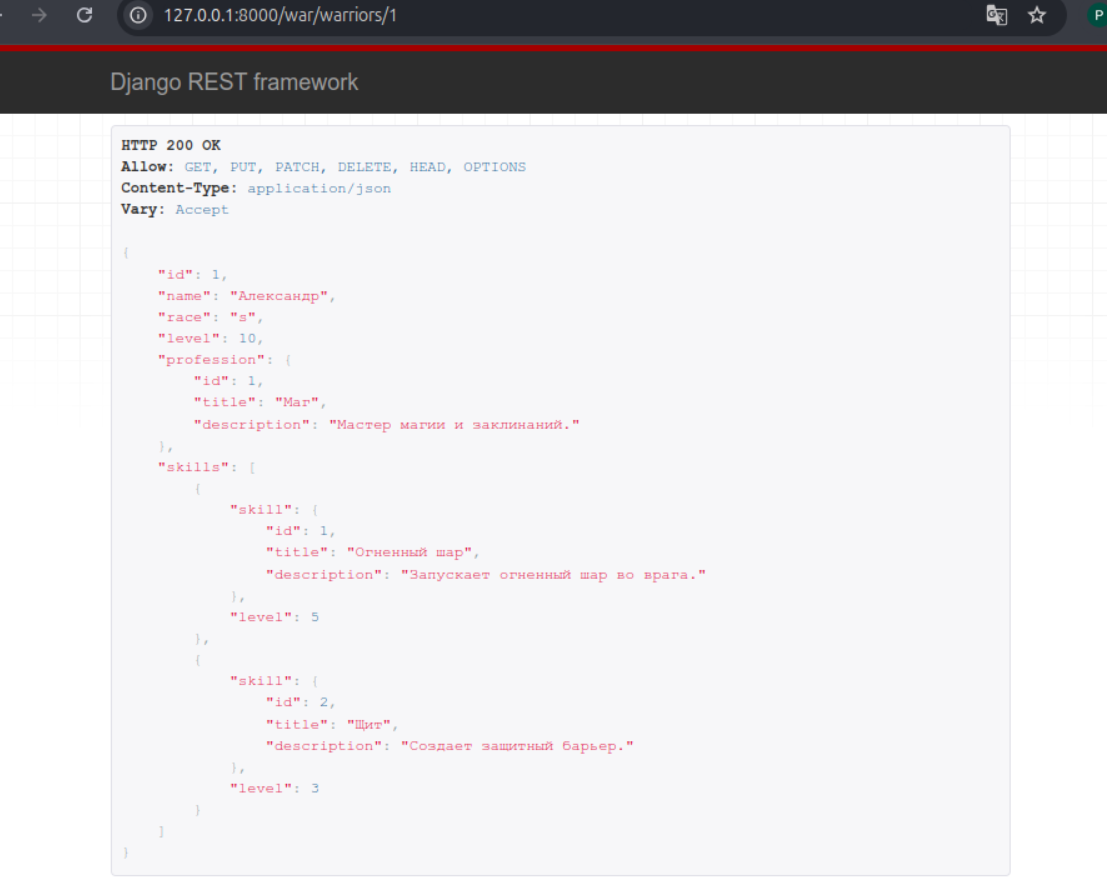 127.0.0.1:8000/war/warriors/1
P
Django REST framework
HTTP 200 OK
Allow: GET, PUT, PATCH, DELETE, HEAD, OPTIONS
Content-Type: application/json
Vary: Accept
{
"id": 1,
"name": "Александр",
"race": "s",
"level": 10,
"profession": {
"id": 1,
"title": "Маг",
"description": "Мастер магии и заклинаний."
},
"skills": [
{
"skill": {
"id": 1,
"title": "Огненный шар",
"description": "Запускает огненный шар во врага."
},
"level": 5
},
{
"skill": {
"id": 2,
"title": "Щит",
"description": "Создает защитный барьер."
},
"level": 3
}
]
}